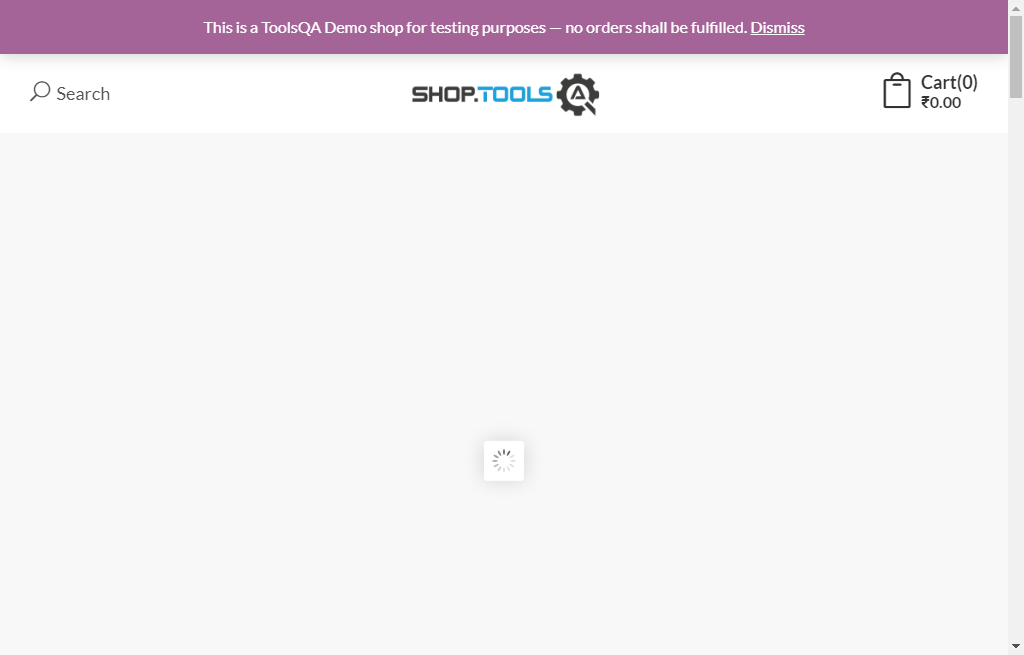 This is a ToolsQA Demo shop for testing purposes — no orders shall be fulfilled. Dismiss
Search
SHOP.TOOLS
Cart(0)
₹0.00